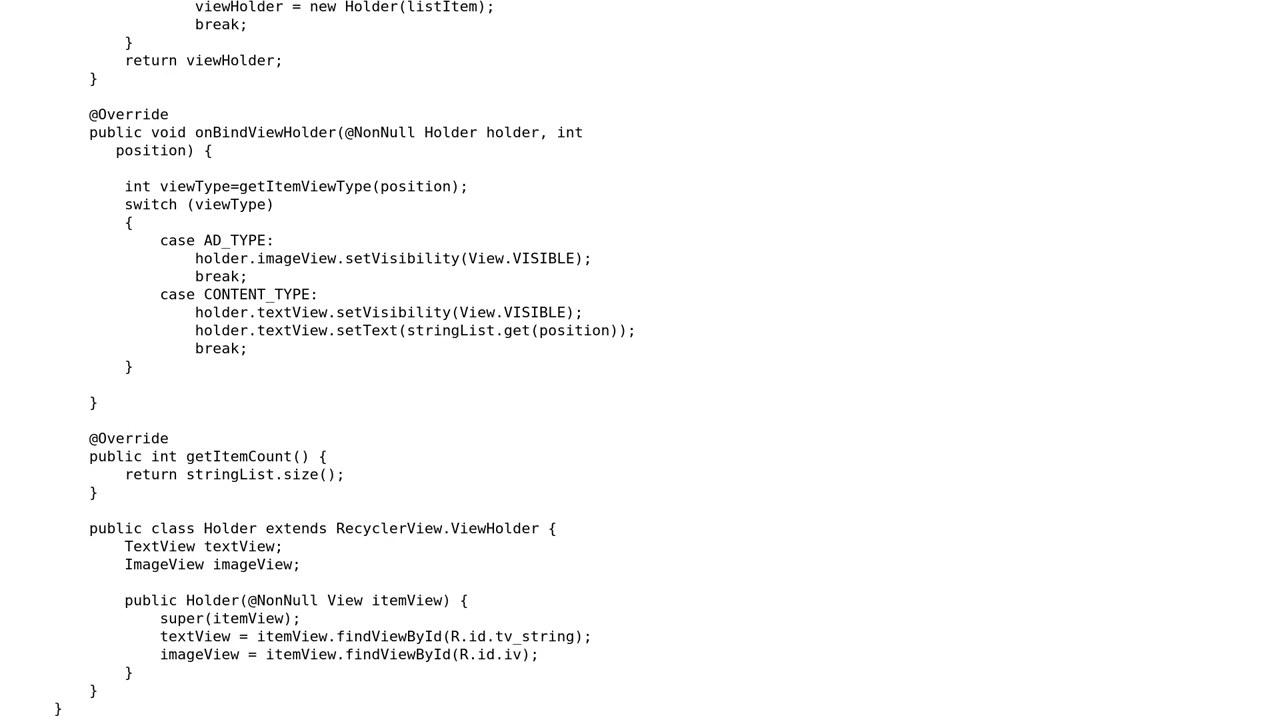 viewHolder = new Holder(listItem);
                break;
        }
        return viewHolder;
    }

    @Override
    public void onBindViewHolder(@NonNull Holder holder, int
       position) {

        int viewType=getItemViewType(position);
        switch (viewType)
        {
            case AD_TYPE:
                holder.imageView.setVisibility(View.VISIBLE);
                break;
            case CONTENT_TYPE:
                holder.textView.setVisibility(View.VISIBLE);
                holder.textView.setText(stringList.get(position));
                break;
        }

    }

    @Override
    public int getItemCount() {
        return stringList.size();
    }

    public class Holder extends RecyclerView.ViewHolder {
        TextView textView;
        ImageView imageView;

        public Holder(@NonNull View itemView) {
            super(itemView);
            textView = itemView.findViewById(R.id.tv_string);
            imageView = itemView.findViewById(R.id.iv);
        }
    }
}